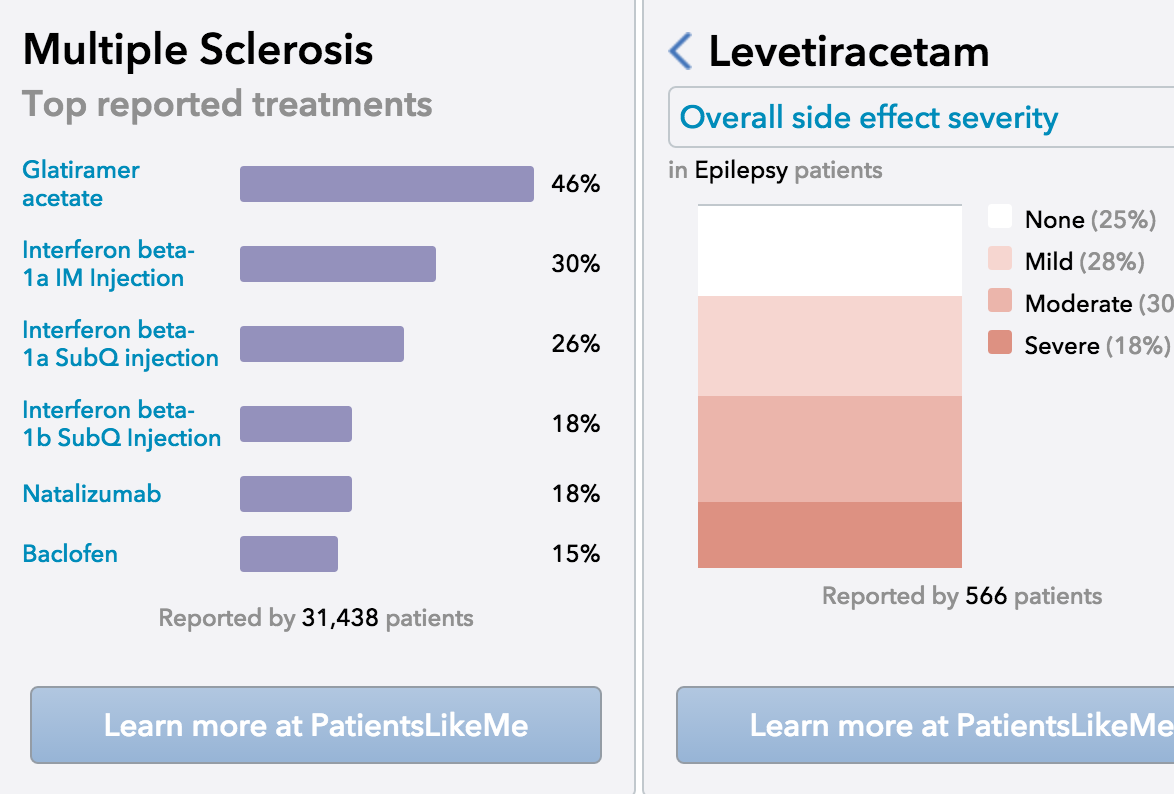 Multiple Sclerosis
Top reported treatments
Glatiramer
acetate
46%
Interferon beta-
1a IM Injection
30%
Interferon beta-
1a SubQ injection
26%
Interferon beta-
1b SubQ Injection
18%
Natalizumab
18%
Baclofen
15%
Reported by 31,438 patients
Learn more at PatientsLikeMe
Levetiracetam
Overall side effect severity
in Epilepsy patients
None (25%)
Mild (28%)
Moderate (30
Severe (18%)
Reported by 566 patients
Learn more at PatientsLikeMe